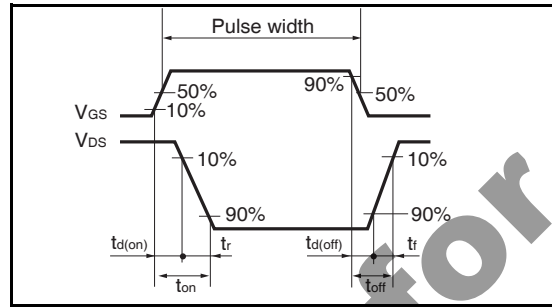 Pulse width
90%
50%
50%
10%
VGS
VDS
10%
10%
90%
90%
td(on)
tr
td(off)
tf
ton
toff
for